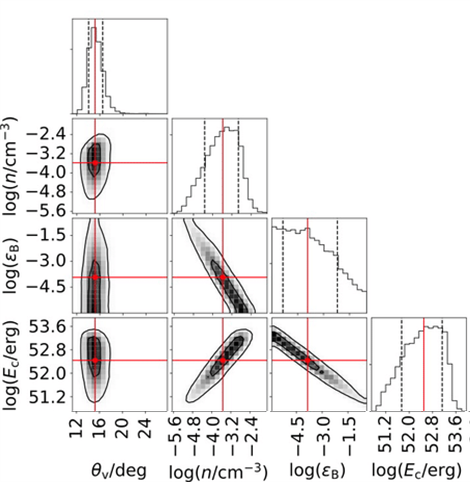 log(n/cm⁻³)
−2.4
−3.2
−4.0
−4.8
−5.6
log(ε_B)
−1.5
−3.0
−4.5
log(E_c/erg)
53.6
52.8
52.0
51.2
12 16 20 24
−5.6 −4.8 −4.0 −3.2 −2.4
−4.5 −3.0 −1.5
51.2 52.0 52.8 53.6
θ_v/deg log(n/cm⁻³) log(ε_B) log(E_c/erg)